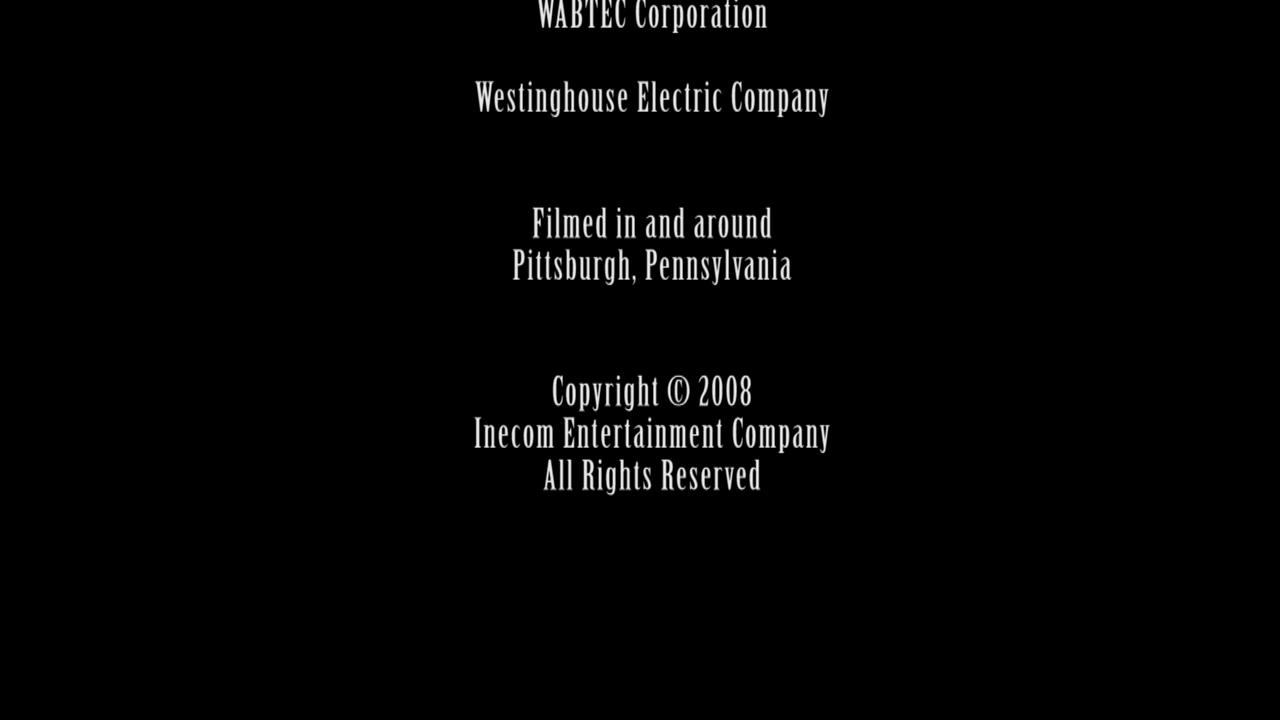 WABTEC Corporation
Westinghouse Electric Company
Filmed in and around
Pittsburgh, Pennsylvania
Copyright © 2008
Inecom Entertainment Company
All Rights Reserved